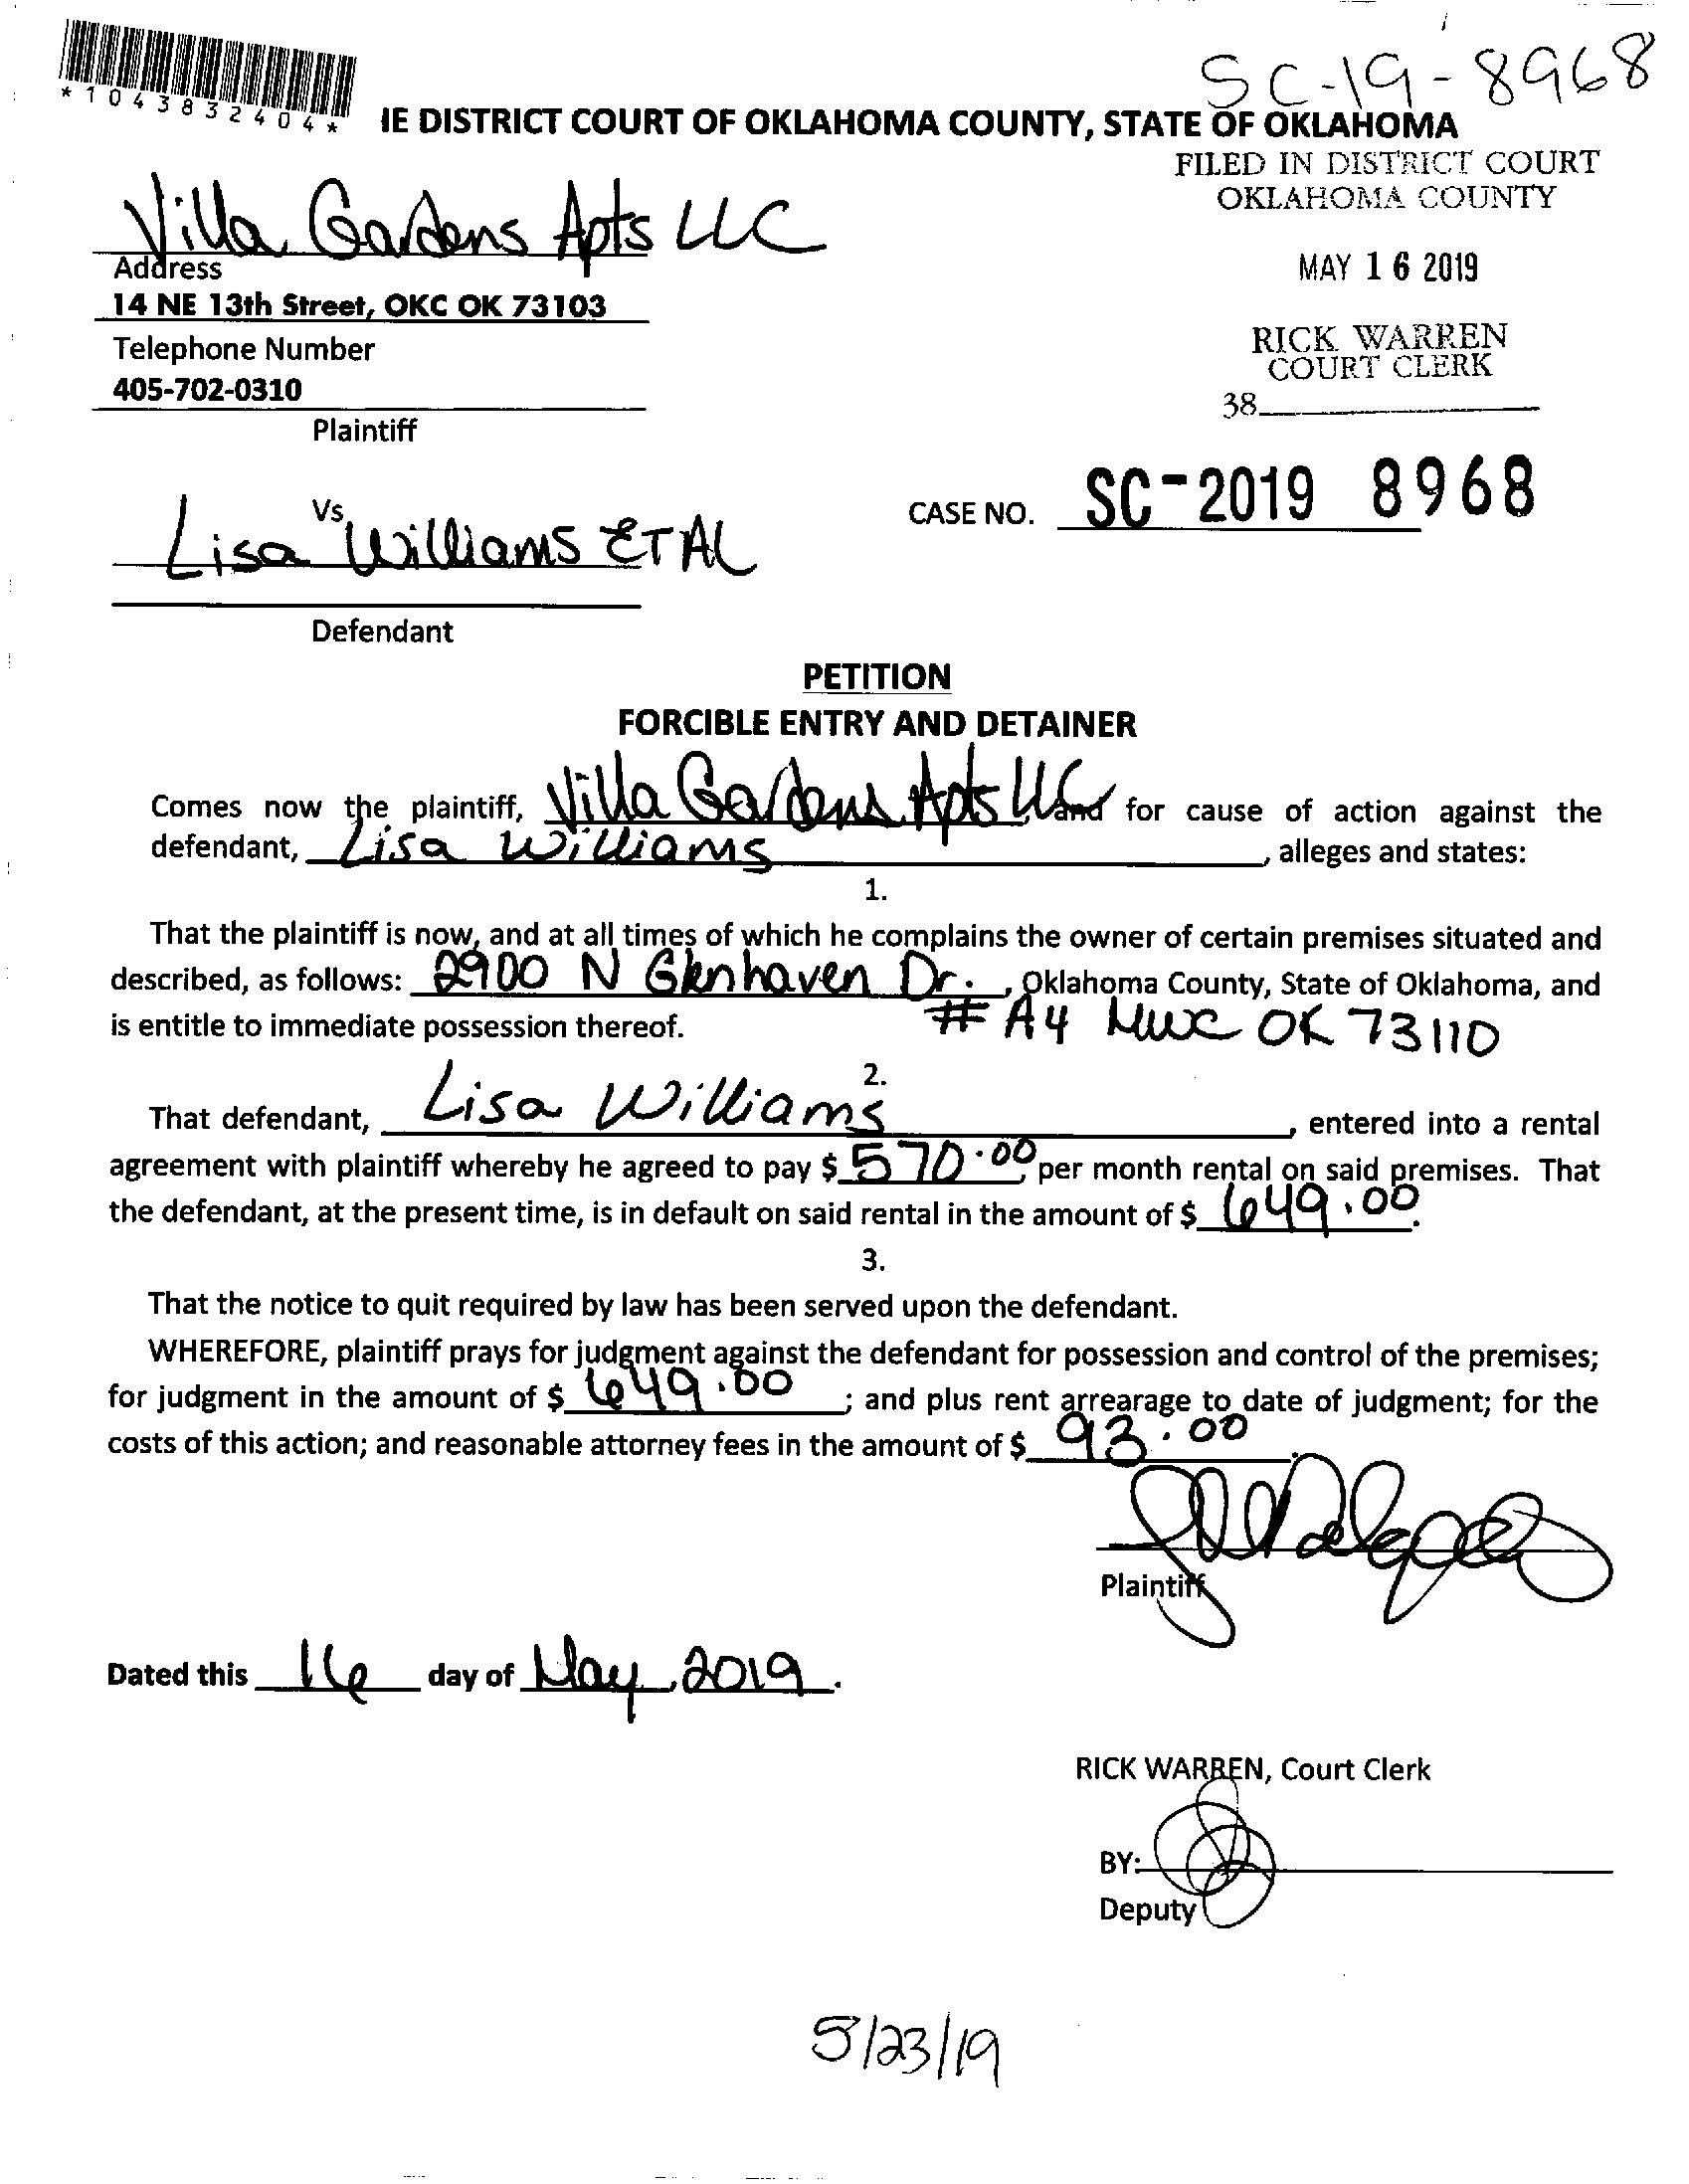 SC-19-8968
*1043832404*
IE DISTRICT COURT OF OKLAHOMA COUNTY, STATE OF OKLAHOMA
FILED IN DISTRICT COURT
OKLAHOMA COUNTY
Villa Gardens Apts LLC
Address
MAY 16 2019
14 NE 13th Street, OKC OK 73103
Telephone Number
RICK WARREN
COURT CLERK
405-702-0310
38
Plaintiff
Vs
CASE NO. SC-2019 8968
Lisa Williams ET AL
Defendant
PETITION
FORCIBLE ENTRY AND DETAINER
Comes now the plaintiff, Villa Gardens Apts LLC, and for cause of action against the
defendant, Lisa Williams, alleges and states:
1.
That the plaintiff is now, and at all times of which he complains the owner of certain premises situated and
described, as follows: 2900 N Glenhaven Dr. , Oklahoma County, State of Oklahoma, and
is entitle to immediate possession thereof. # A4 MWC OK 73110
2.
That defendant, Lisa Williams, entered into a rental
agreement with plaintiff whereby he agreed to pay $ 570.00, per month rental on said premises. That
the defendant, at the present time, is in default on said rental in the amount of $ 649.00.
3.
That the notice to quit required by law has been served upon the defendant.
WHEREFORE, plaintiff prays for judgment against the defendant for possession and control of the premises;
for judgment in the amount of $ 649.00 ; and plus rent arrearage to date of judgment; for the
costs of this action; and reasonable attorney fees in the amount of $ 93.00.
Plaintiff
Dated this 16 day of May, 2019.
RICK WARREN, Court Clerk
BY:
Deputy
5/23/19